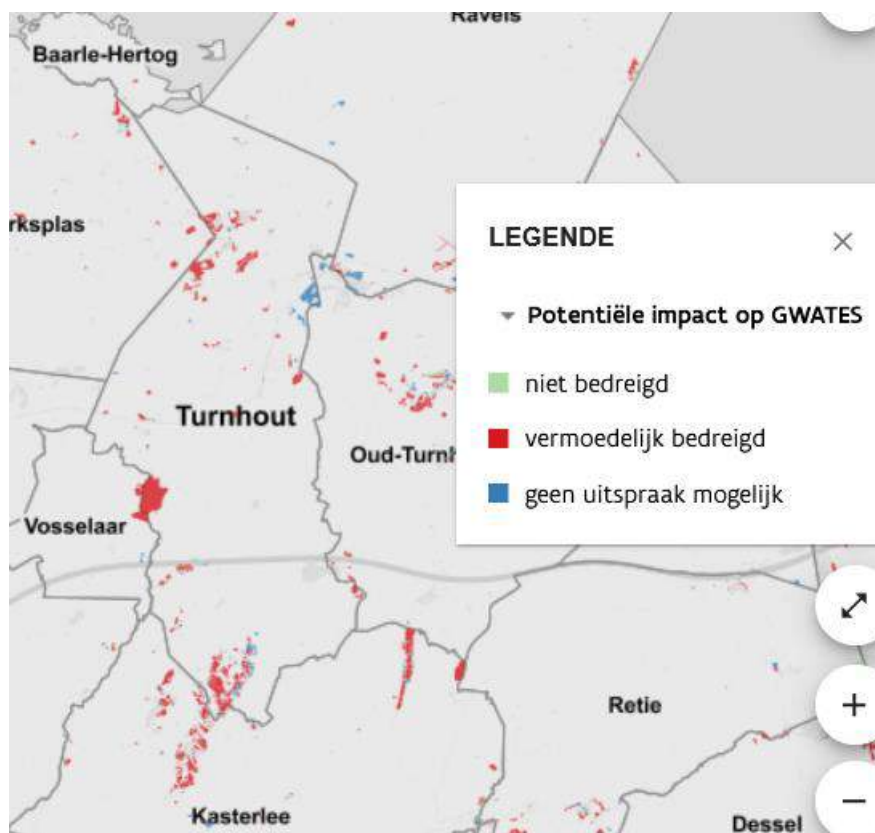 Ravels
Baarle-Hertog
rksplas
LEGENDE
Potentiële impact op GWATES
niet bedreigd
vermoedelijk bedreigd
geen uitspraak mogelijk
Turnhout
Oud-Turnh
Vosselaar
Retie
Kasterlee
Dessel